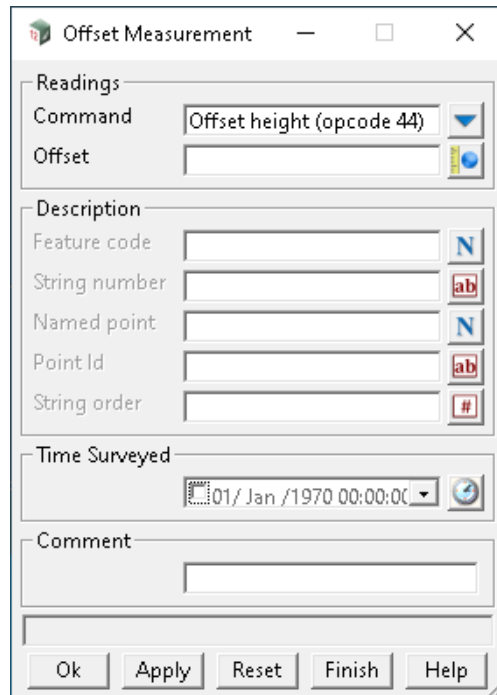 Offset Measurement
Readings
Command Offset height (opcode 44)
Offset
Description
Feature code N
String number ab
Named point N
Point Id ab
String order #
Time Surveyed
01/ Jan /1970 00:00:0
Comment
Ok Apply Reset Finish Help